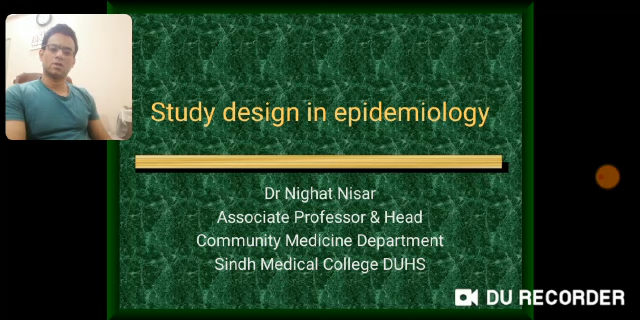 Study design in epidemiology
Dr Nighat Nisar
Associate Professor & Head
Community Medicine Department
Sindh Medical College DUHS
DU RECORDER